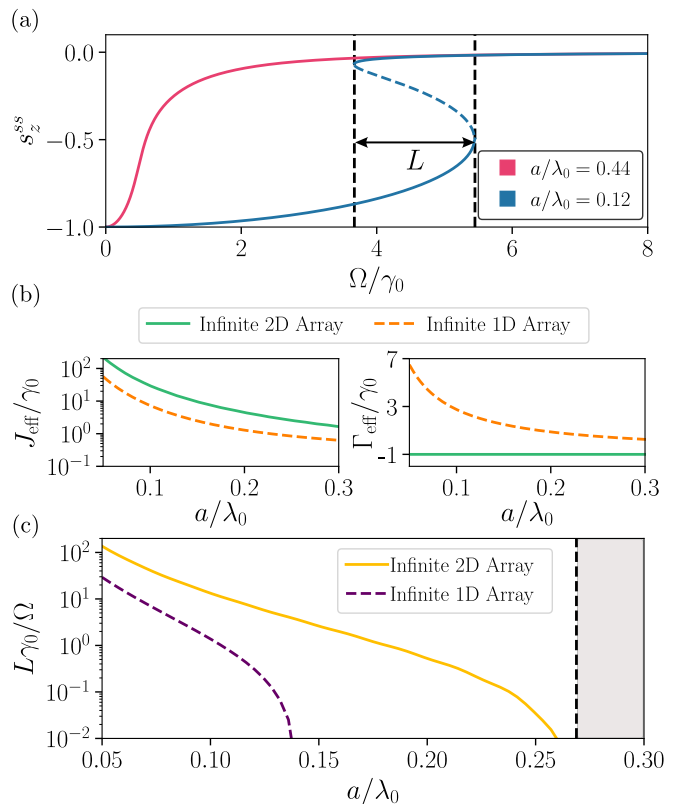 (a)
0.0
−0.5
−1.0
s_z^{ss}
L
a/λ₀ = 0.44
a/λ₀ = 0.12
0 2 4 6 8
Ω/γ₀
(b)
Infinite 2D Array Infinite 1D Array
10² 10¹ 10⁰ 10⁻¹
J_eff/γ₀
0.1 0.2 0.3
a/λ₀
7 3 -1
Γ_eff/γ₀
0.1 0.2 0.3
a/λ₀
(c)
10² 10¹ 10⁰ 10⁻¹ 10⁻²
Lγ₀/Ω
Infinite 2D Array
Infinite 1D Array
0.05 0.10 0.15 0.20 0.25 0.30
a/λ₀